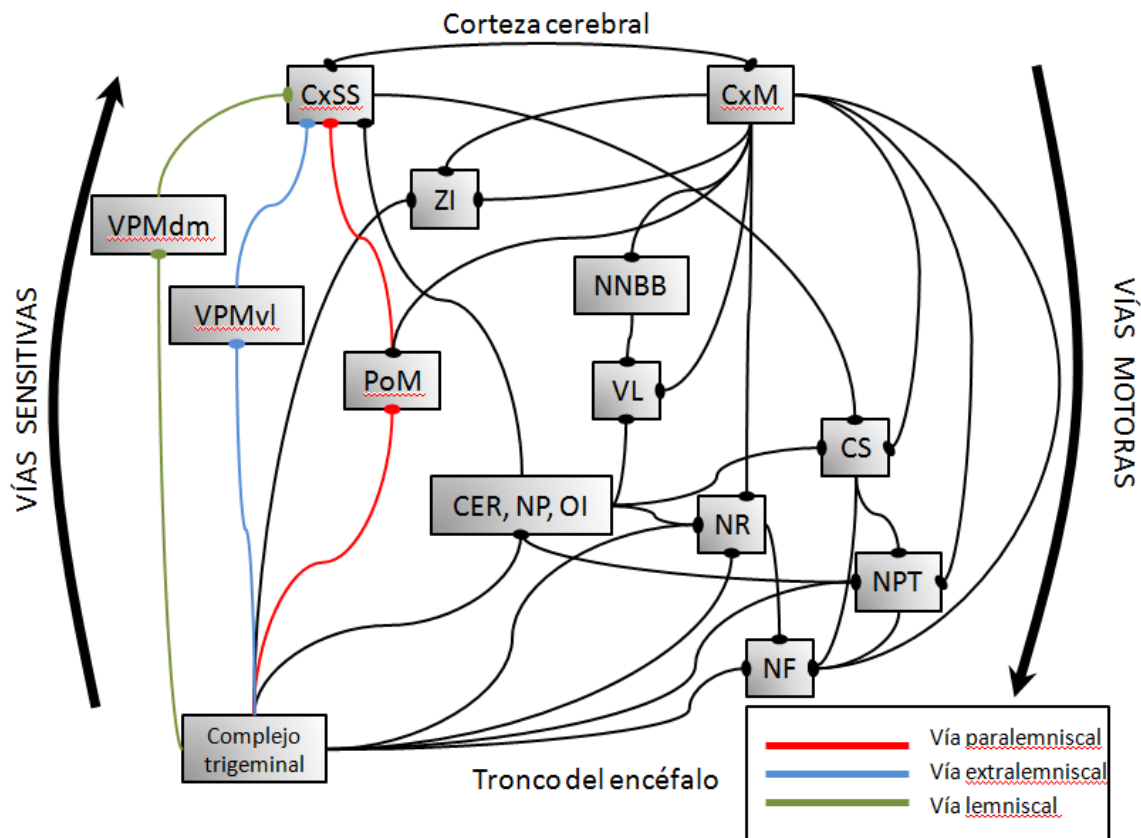 Corteza cerebral
CxSS
CxM
ZI
VPMdm
NNBB
VPMvl
PoM
VL
CS
CER, NP, OI
NR
NPT
NF
Complejo
trigeminal
Tronco del encéfalo
VÍAS SENSITIVAS
VÍAS MOTORAS
Vía paralemniscal
Vía extralemniscal
Vía lemniscal